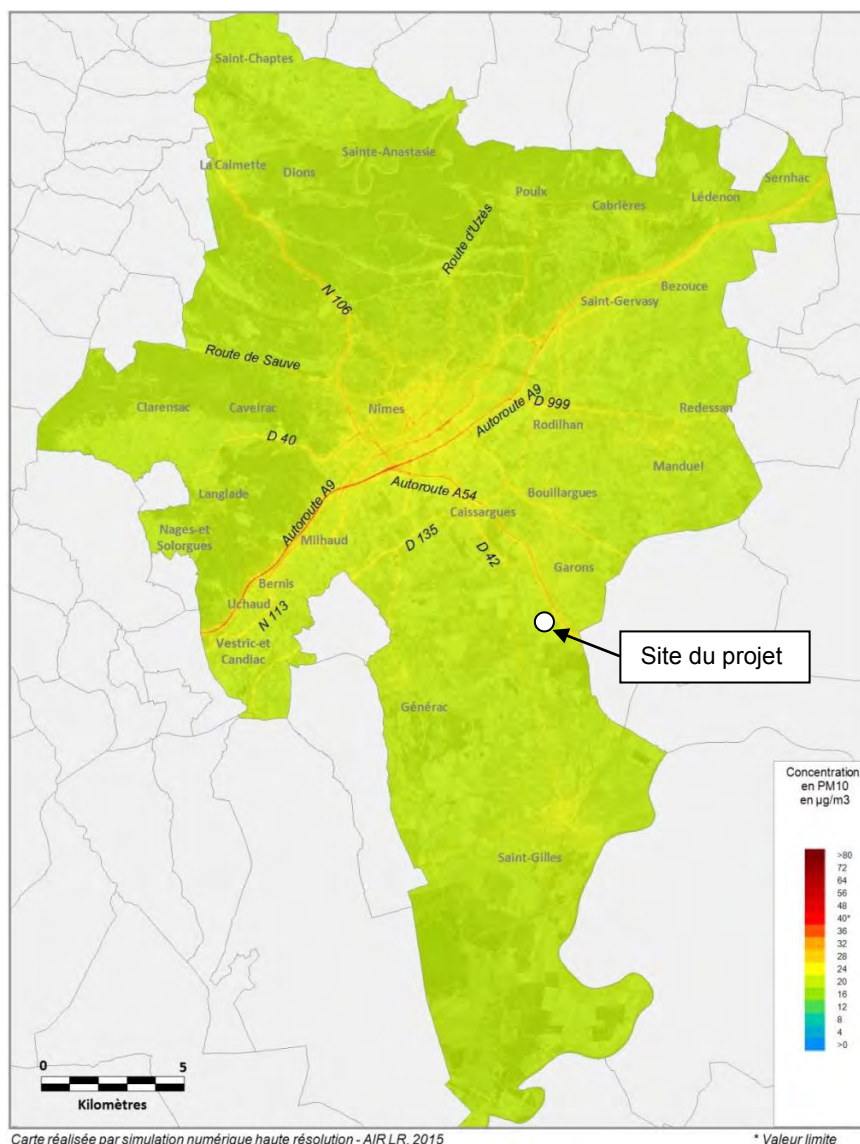 Saint-Chaptes
La Calmette
Dions
Sainte-Anastasie
Poulx
Cabrières
Lédenon
Sernhac
Route d'Uzès
N 106
Bezouce
Saint-Gervasy
Route de Sauve
Clarensac
Caveirac
Nîmes
Autoroute A9
D 999
Redessan
Rodilhan
D 40
Manduel
Langlade
Autoroute A9
Autoroute A54
Bouillargues
Caissargues
Nages-et
Solorgues
Milhaud
D 135
D 42
Garons
Bernis
Uchaud
N 113
Vestric-et
Candiac
Site du projet
Générac
Saint-Gilles
Concentration
en PM10
en µg/m3
>80
72
64
56
48
40*
36
32
28
24
20
16
12
8
4
>0
0 5
Kilomètres
Carte réalisée par simulation numérique haute résolution - AIR LR, 2015
* Valeur limite